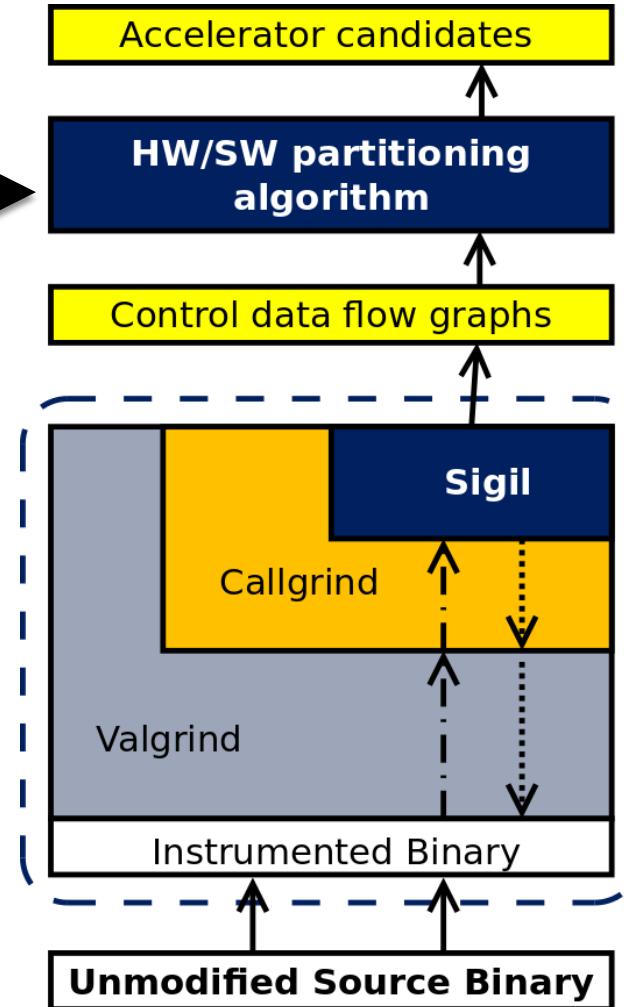 Accelerator candidates
HW/SW partitioning
algorithm
Control data flow graphs
Sigil
Callgrind
Valgrind
Instrumented Binary
Unmodified Source Binary